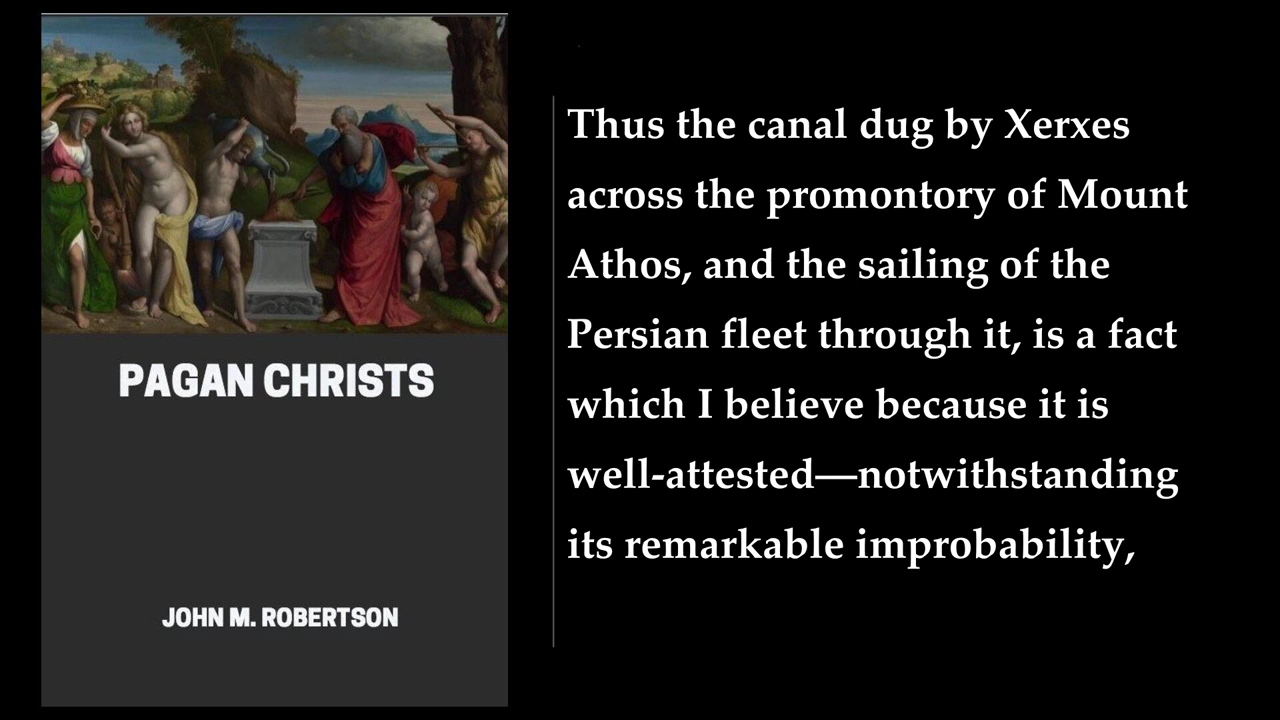 PAGAN CHRISTS
JOHN M. ROBERTSON
Thus the canal dug by Xerxes
across the promontory of Mount
Athos, and the sailing of the
Persian fleet through it, is a fact
which I believe because it is
well-attested—notwithstanding
its remarkable improbability,